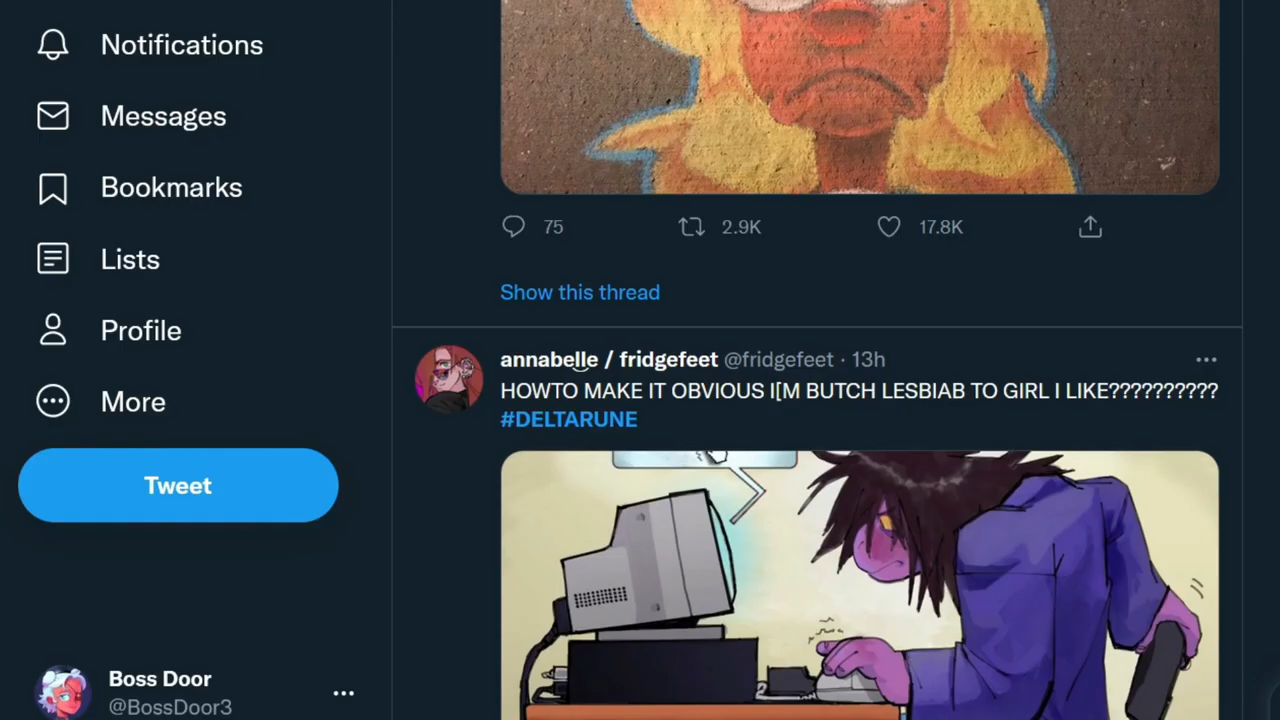 Notifications
Messages
Bookmarks
Lists
Profile
More
Tweet
Boss Door
@BossDoor3
75
2.9K
17.8K
Show this thread
annabelle / fridgefeet @fridgefeet · 13h
HOWTO MAKE IT OBVIOUS I[M BUTCH LESBIAB TO GIRL I LIKE??????????
#DELTARUNE